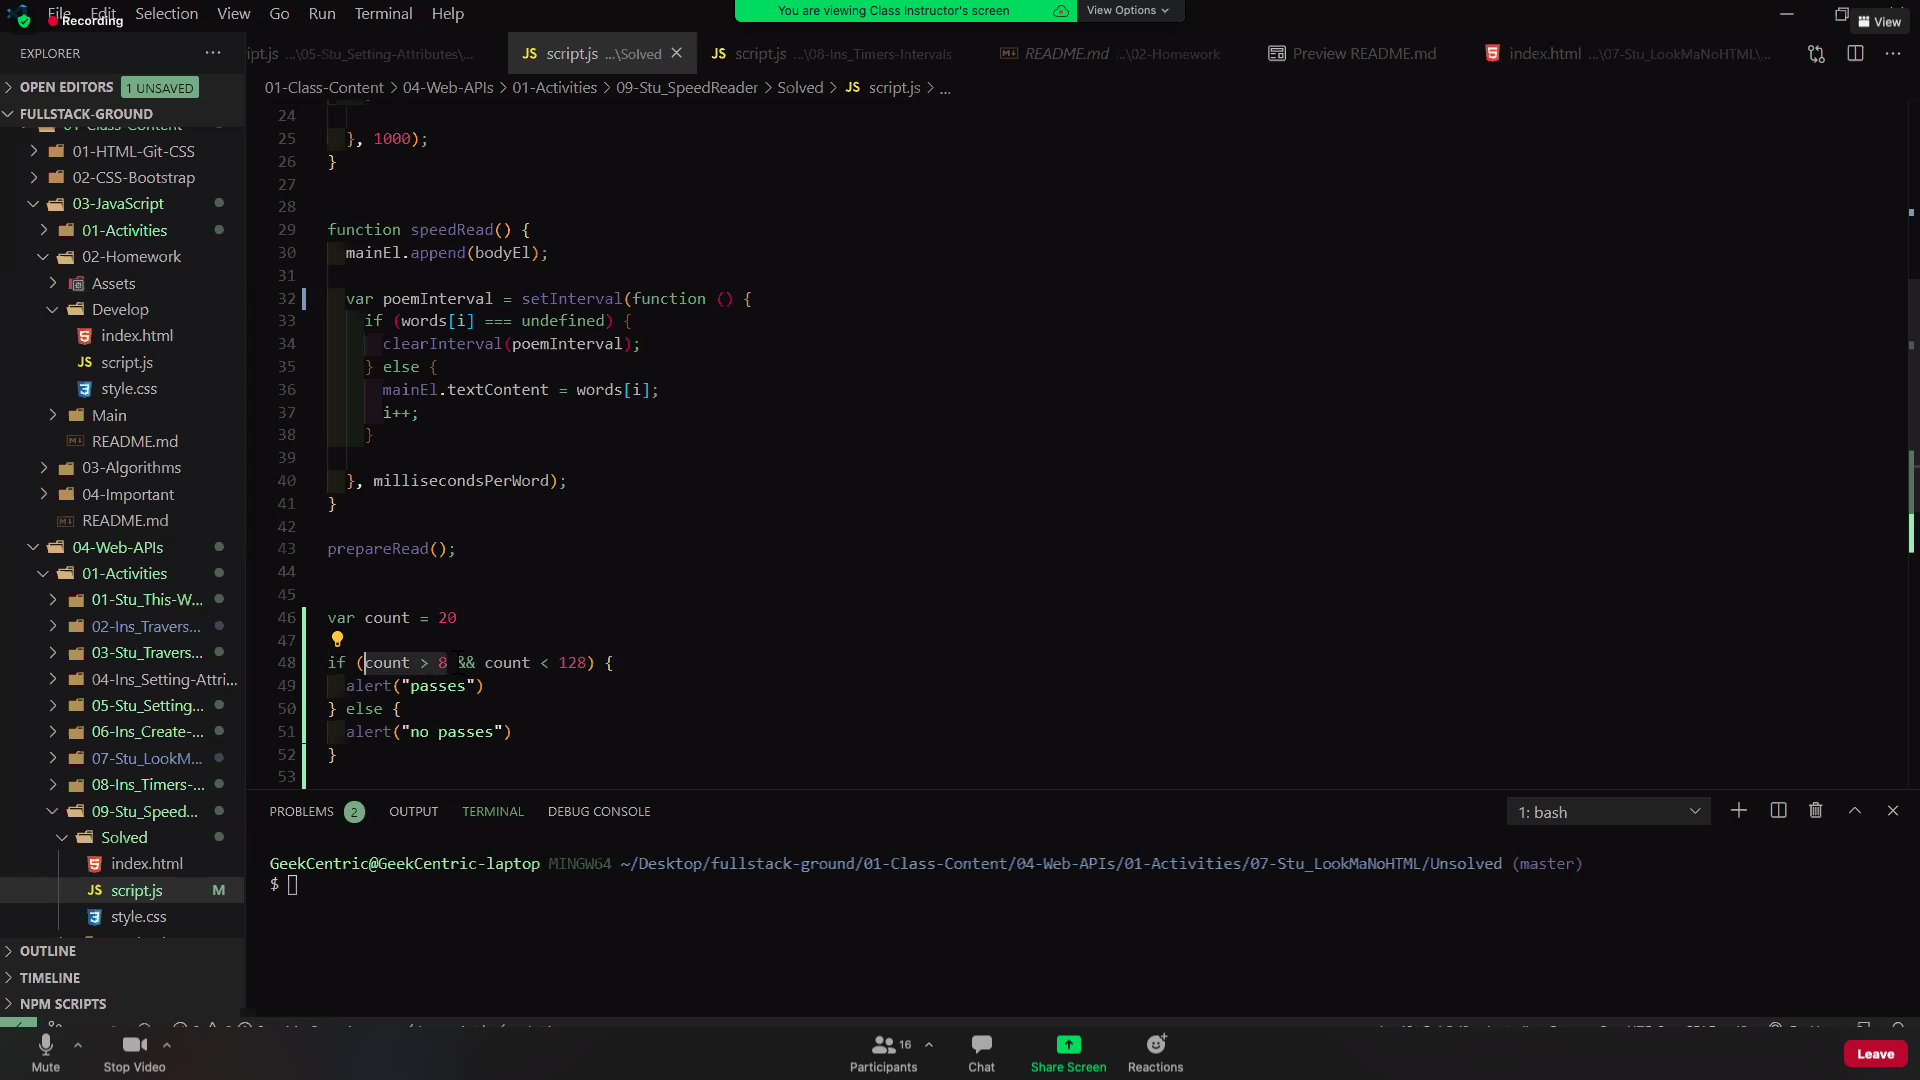 File Edit Selection View Go Run Terminal Help
Recording
You are viewing Class Instructor's screen
View Options
View
EXPLORER
OPEN EDITORS 1 UNSAVED
FULLSTACK-GROUND
01-HTML-Git-CSS
02-CSS-Bootstrap
03-JavaScript
01-Activities
02-Homework
Assets
Develop
index.html
script.js
style.css
Main
README.md
03-Algorithms
04-Important
README.md
04-Web-APIs
01-Activities
01-Stu_This-W...
02-Ins_Travers...
03-Stu_Travers...
04-Ins_Setting-Attri...
05-Stu_Setting...
06-Ins_Create-...
07-Stu_LookM...
08-Ins_Timers-...
09-Stu_Speed...
Solved
index.html
script.js M
style.css
OUTLINE
TIMELINE
NPM SCRIPTS
ipt.js ...\05-Stu_Setting-Attributes\...
JS script.js ...\Solved
JS script.js ...\08-Ins_Timers-Intervals
README.md ...\02-Homework
Preview README.md
index.html ...\07-Stu_LookMaNoHTML\...
01-Class-Content > 04-Web-APIs > 01-Activities > 09-Stu_SpeedReader > Solved > JS script.js > ...
24
25 }, 1000);
26 }
27
28
29 function speedRead() {
30 mainEl.append(bodyEl);
31
32 var poemInterval = setInterval(function () {
33 if (words[i] === undefined) {
34 clearInterval(poemInterval);
35 } else {
36 mainEl.textContent = words[i];
37 i++;
38 }
39
40 }, millisecondsPerWord);
41 }
42
43 prepareRead();
44
45
46 var count = 20
47
48 if (count > 8 && count < 128) {
49 alert("passes")
50 } else {
51 alert("no passes")
52 }
53
PROBLEMS 2 OUTPUT TERMINAL DEBUG CONSOLE
1: bash
GeekCentric@GeekCentric-laptop MINGW64 ~/Desktop/fullstack-ground/01-Class-Content/04-Web-APIs/01-Activities/07-Stu_LookMaNoHTML/Unsolved (master)
$
Mute
Stop Video
16
Participants
Chat
Share Screen
Reactions
Leave